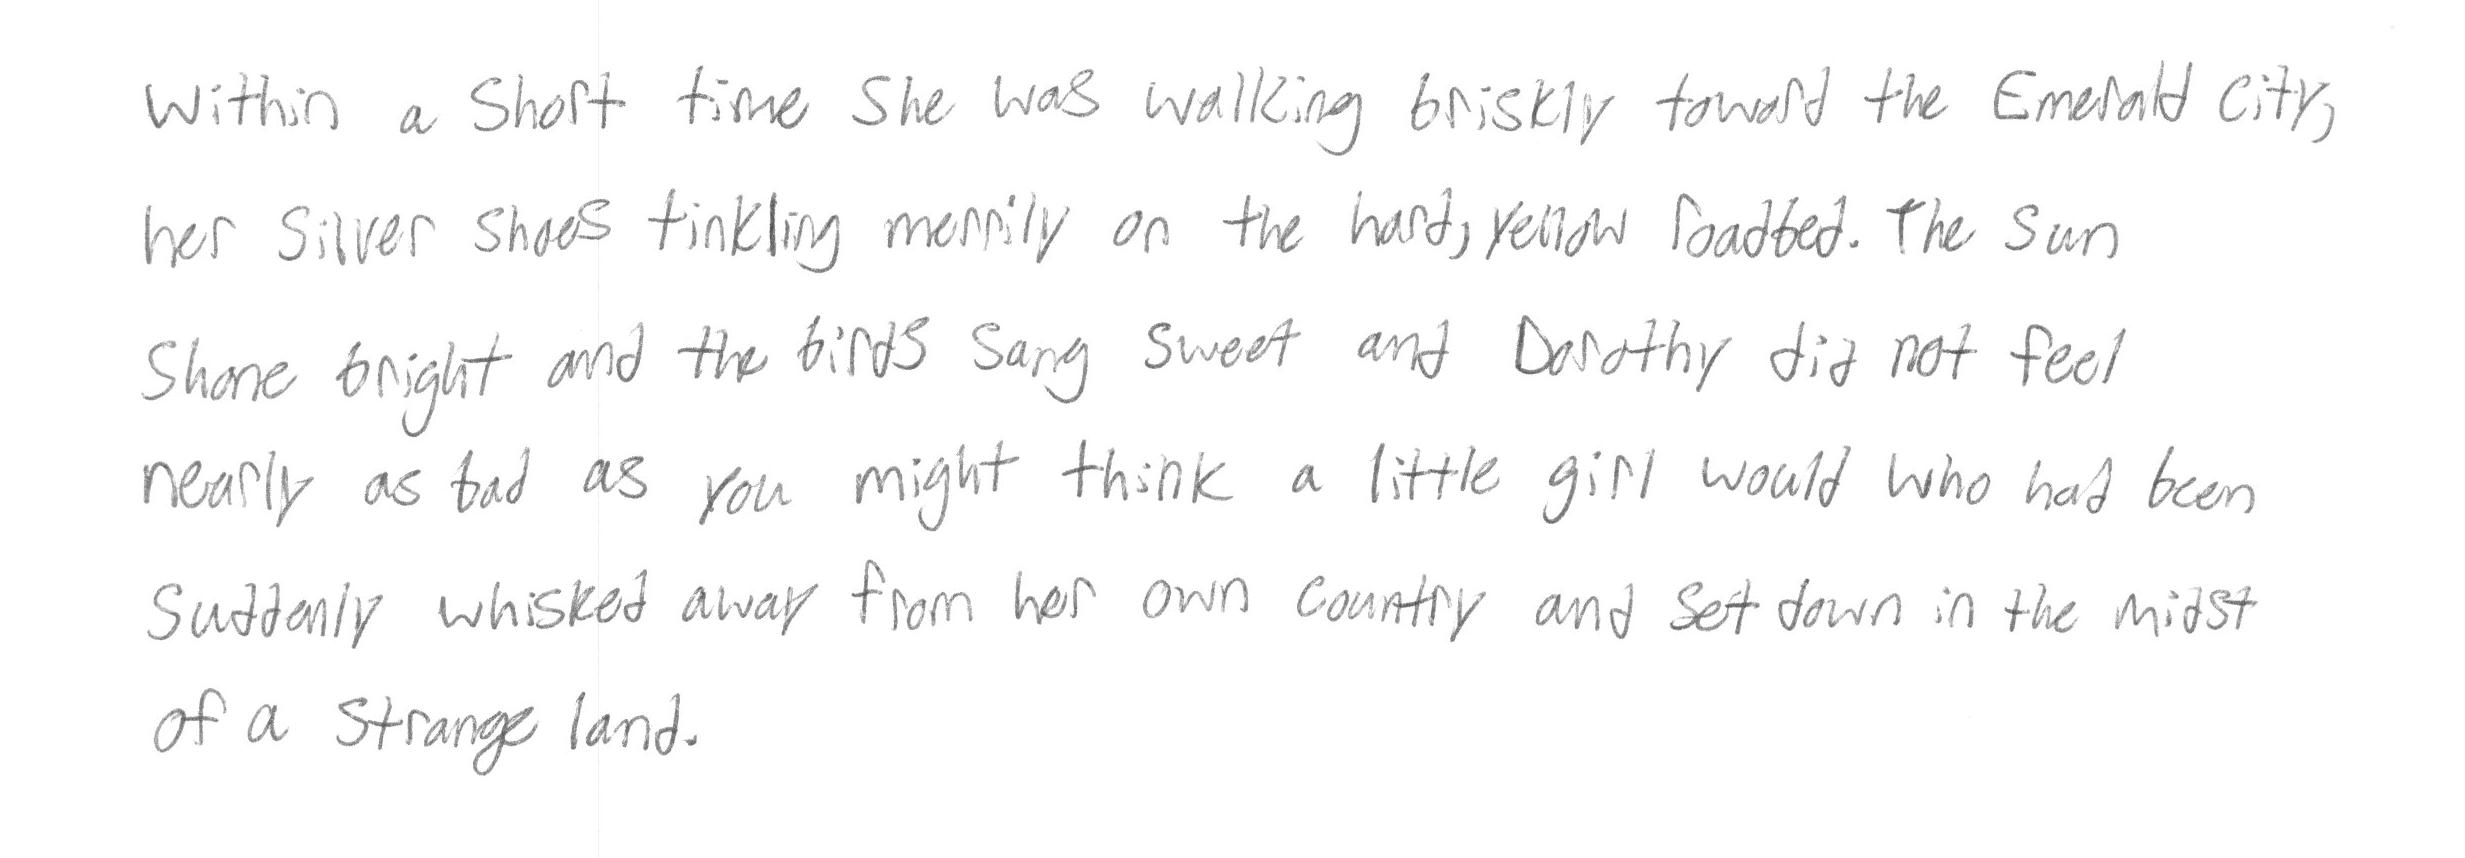 Within a short time she was walking briskly toward the Emerald City,
her Silver Shoes tinkling merrily on the hard, yellow roadbed. The sun
shone bright and the birds sang sweet and Dorothy did not feel
nearly as bad as you might think a little girl would who had been
suddenly whisked away from her own country and set down in the midst
of a strange land.